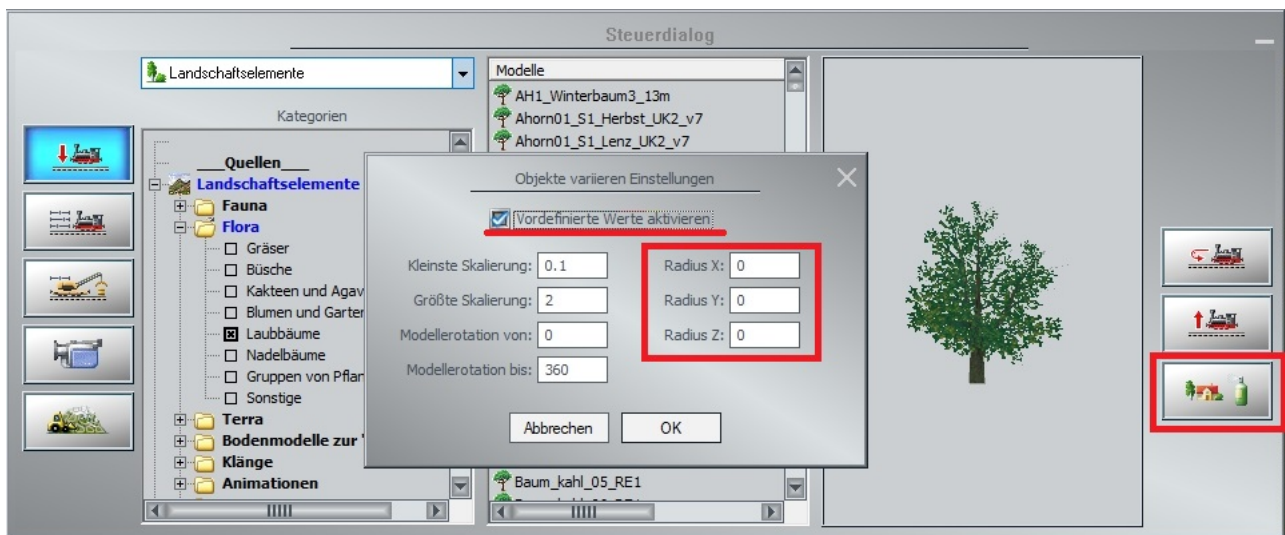 Steuerdialog
Landschaftselemente
Kategorien
___Quellen___
Landschaftselemente
Fauna
Flora
Gräser
Büsche
Kakteen und Agav
Blumen und Garten
Laubbäume
Nadelbäume
Gruppen von Pflan
Sonstige
Terra
Bodenmodelle zur
Klänge
Animationen
Modelle
AH1_Winterbaum3_13m
Ahorn01_S1_Herbst_UK2_v7
Ahorn01_S1_Lenz_UK2_v7
Objekte variieren Einstellungen
Vordefinierte Werte aktivieren
Kleinste Skalierung: 0.1 Radius X: 0
Größte Skalierung: 2 Radius Y: 0
Modellerotation von: 0 Radius Z: 0
Modellerotation bis: 360
Abbrechen OK
Baum_kahl_05_RE1